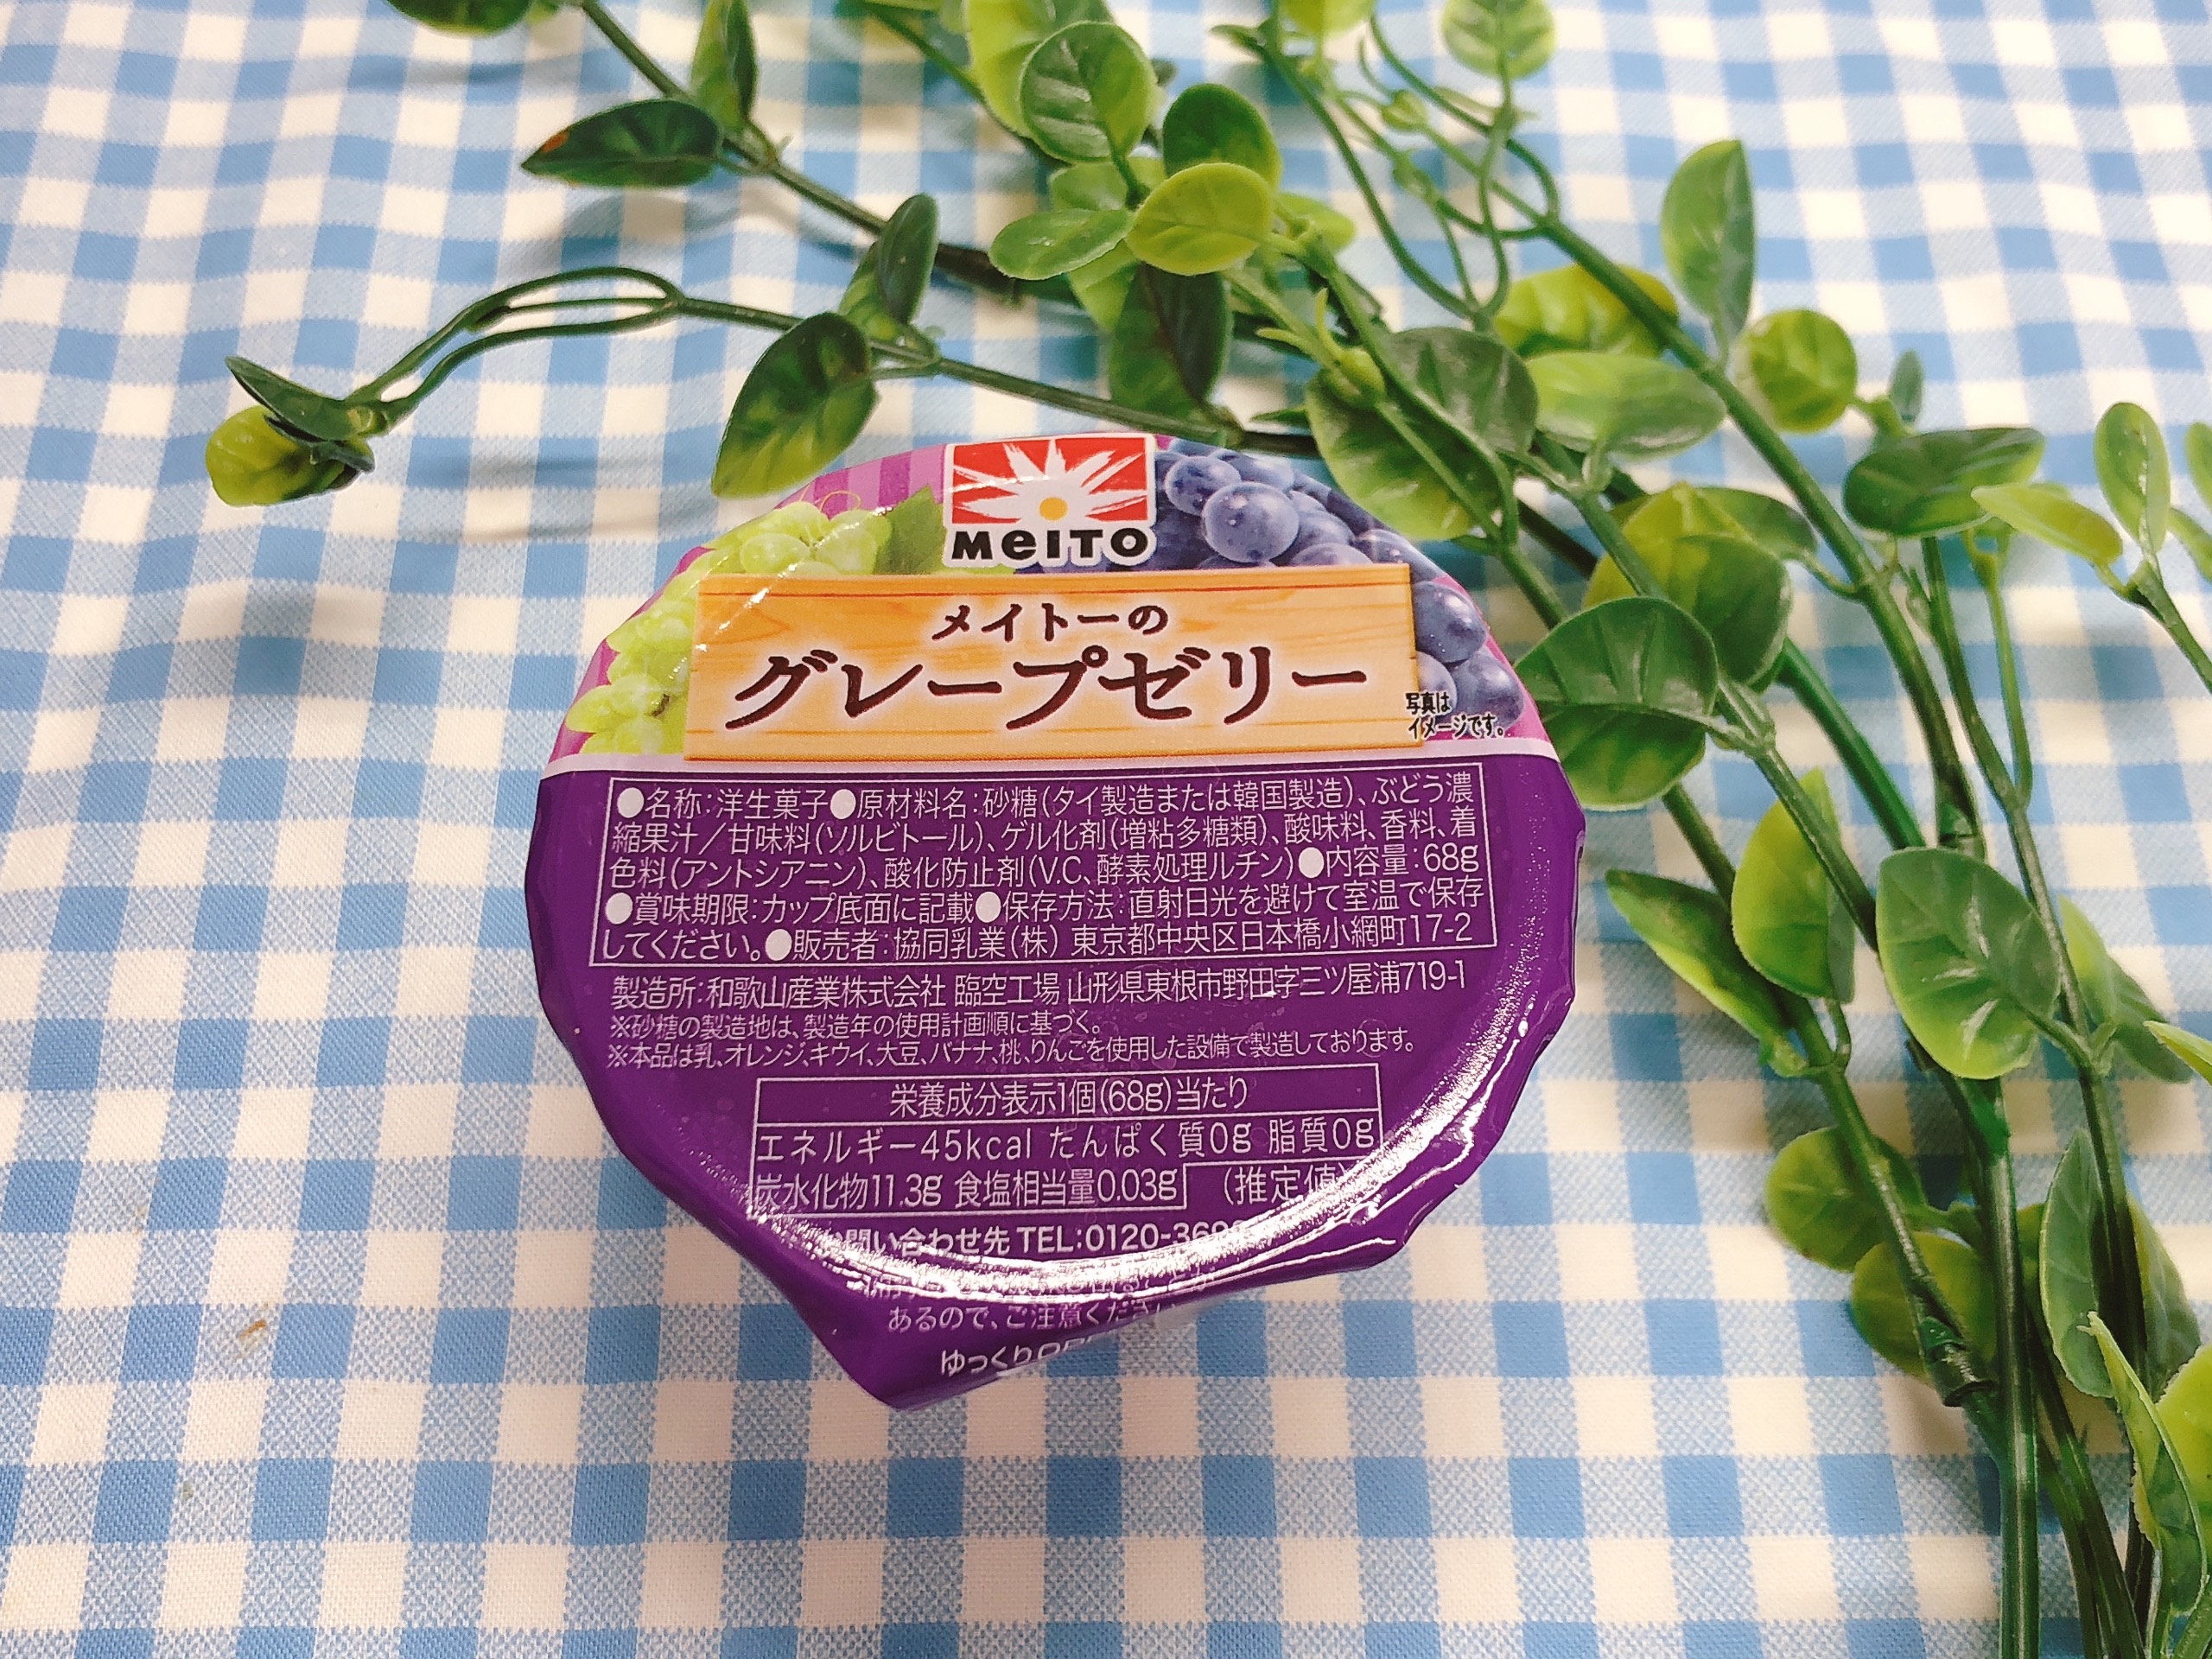 MeITO
メイトーの
グレープゼリー
写真は
イメージです。
●名称:洋生菓子●原材料名:砂糖(タイ製造または韓国製造)、ぶどう濃
縮果汁/甘味料(ソルビトール)、ゲル化剤(増粘多糖類)、酸味料、香料、着
色料(アントシアニン)、酸化防止剤(V.C、酵素処理ルチン)●内容量:68g
●賞味期限:カップ底面に記載●保存方法:直射日光を避けて室温で保存
してください。●販売者:協同乳業(株) 東京都中央区日本橋小網町17-2
製造所:和歌山産業株式会社 臨空工場 山形県東根市野田字三ツ屋浦719-1
※砂糖の製造地は、製造年の使用計画順に基づく。
※本品は乳、オレンジ、キウイ、大豆、バナナ、桃、りんごを使用した設備で製造しております。
栄養成分表示1個(68g)当たり
エネルギー45kcal たんぱく質0g 脂質0g
炭水化物11.3g 食塩相当量0.03g (推定値)
お問い合わせ先 TEL:0120-369
あるので、ご注意ください
ゆっくり